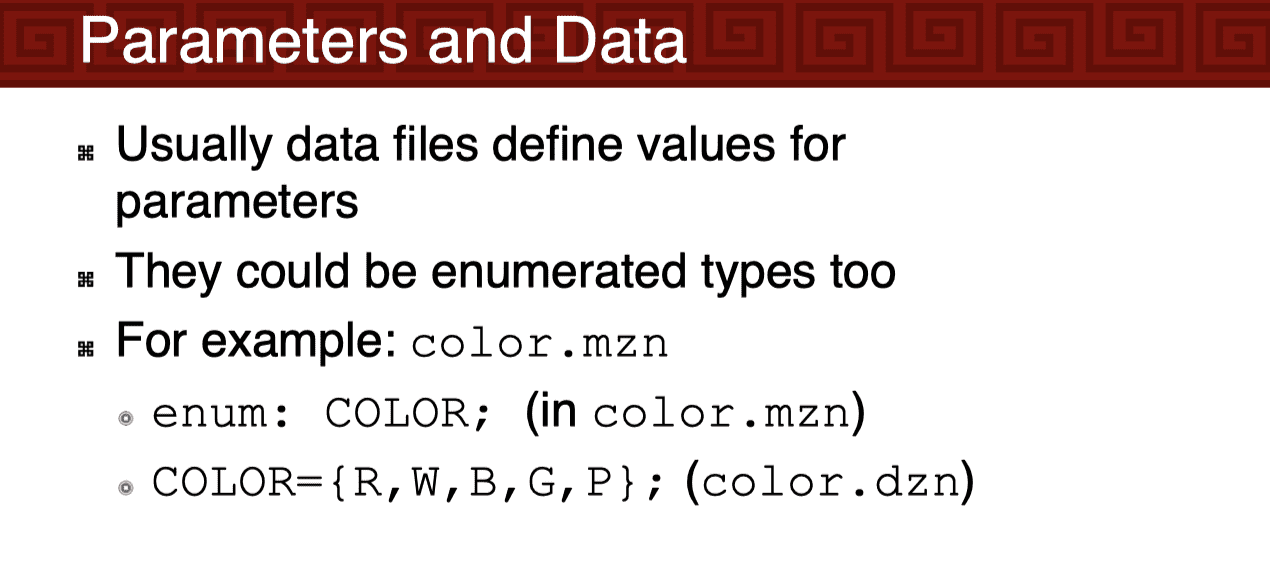 Parameters and Data
⌘ Usually data files define values for
parameters
⌘ They could be enumerated types too
⌘ For example: color.mzn
◉ enum: COLOR; (in color.mzn)
◉ COLOR={R,W,B,G,P}; (color.dzn)